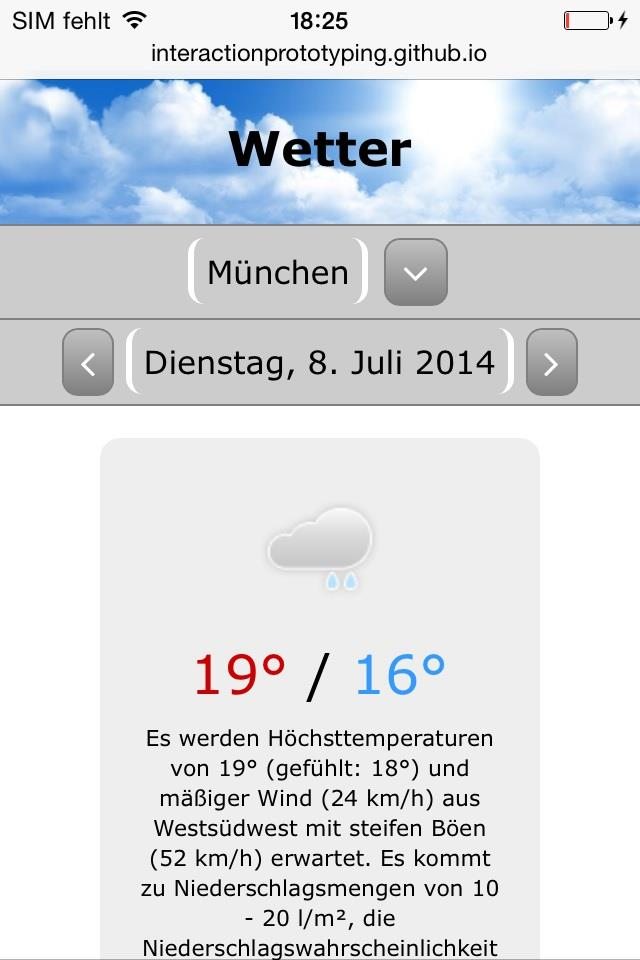 SIM fehlt 18:25
interactionprototyping.github.io
Wetter
München
Dienstag, 8. Juli 2014
19° / 16°
Es werden Höchsttemperaturen
von 19° (gefühlt: 18°) und
mäßiger Wind (24 km/h) aus
Westsüdwest mit steifen Böen
(52 km/h) erwartet. Es kommt
zu Niederschlagsmengen von 10
- 20 l/m², die
Niederschlagswahrscheinlichkeit